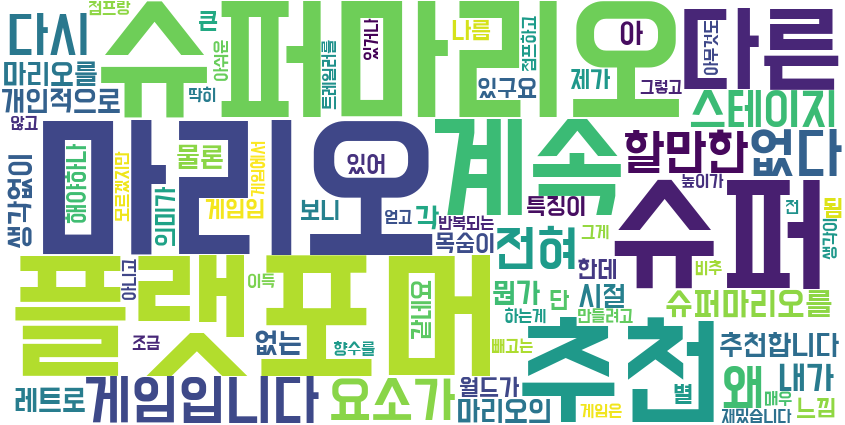 점프랑
다시
슈퍼마리오
큰
아쉬운
딱히
트레일러를
있거나
나름
점프하고
아
다른
아무것도
마리오를
개인적으로
있구요
제가
그렇고
스테이지
않고
마리오
계속
할만한
없다
생각없이
해야하나
모르겠지만
물론
의미가
게임에서
게임임
있어
보니
얻고
각
반복되는
목숨이
특징이
전혀
높이가
슈퍼
전
됨
생각이
그게
아니고
이득
플랫포머
같네요
뭔가
한데
단
시절
비추
슈퍼마리오를
하는게
만들려고
조금
없는
향수를
빼고는
추천
추천합니다
왜
내가
레트로
게임입니다
요소가
월드가
마리오의
게임은
별
매우
느낌
재밌습니다